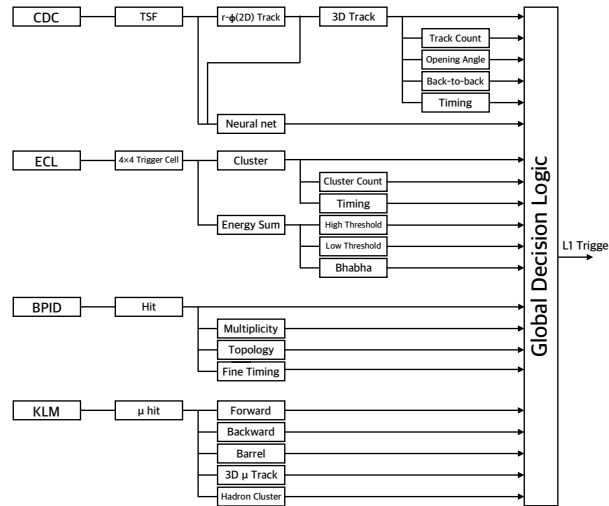 CDC
TSF
r-ϕ(2D) Track
3D Track
Track Count
Opening Angle
Back-to-back
Timing
Neural net
ECL
4×4 Trigger Cell
Cluster
Cluster Count
Timing
Energy Sum
High Threshold
Low Threshold
Bhabha
BPID
Hit
Multiplicity
Topology
Fine Timing
KLM
μ hit
Forward
Backward
Barrel
3D μ Track
Hadron Cluster
Global Decision Logic
L1 Trigge